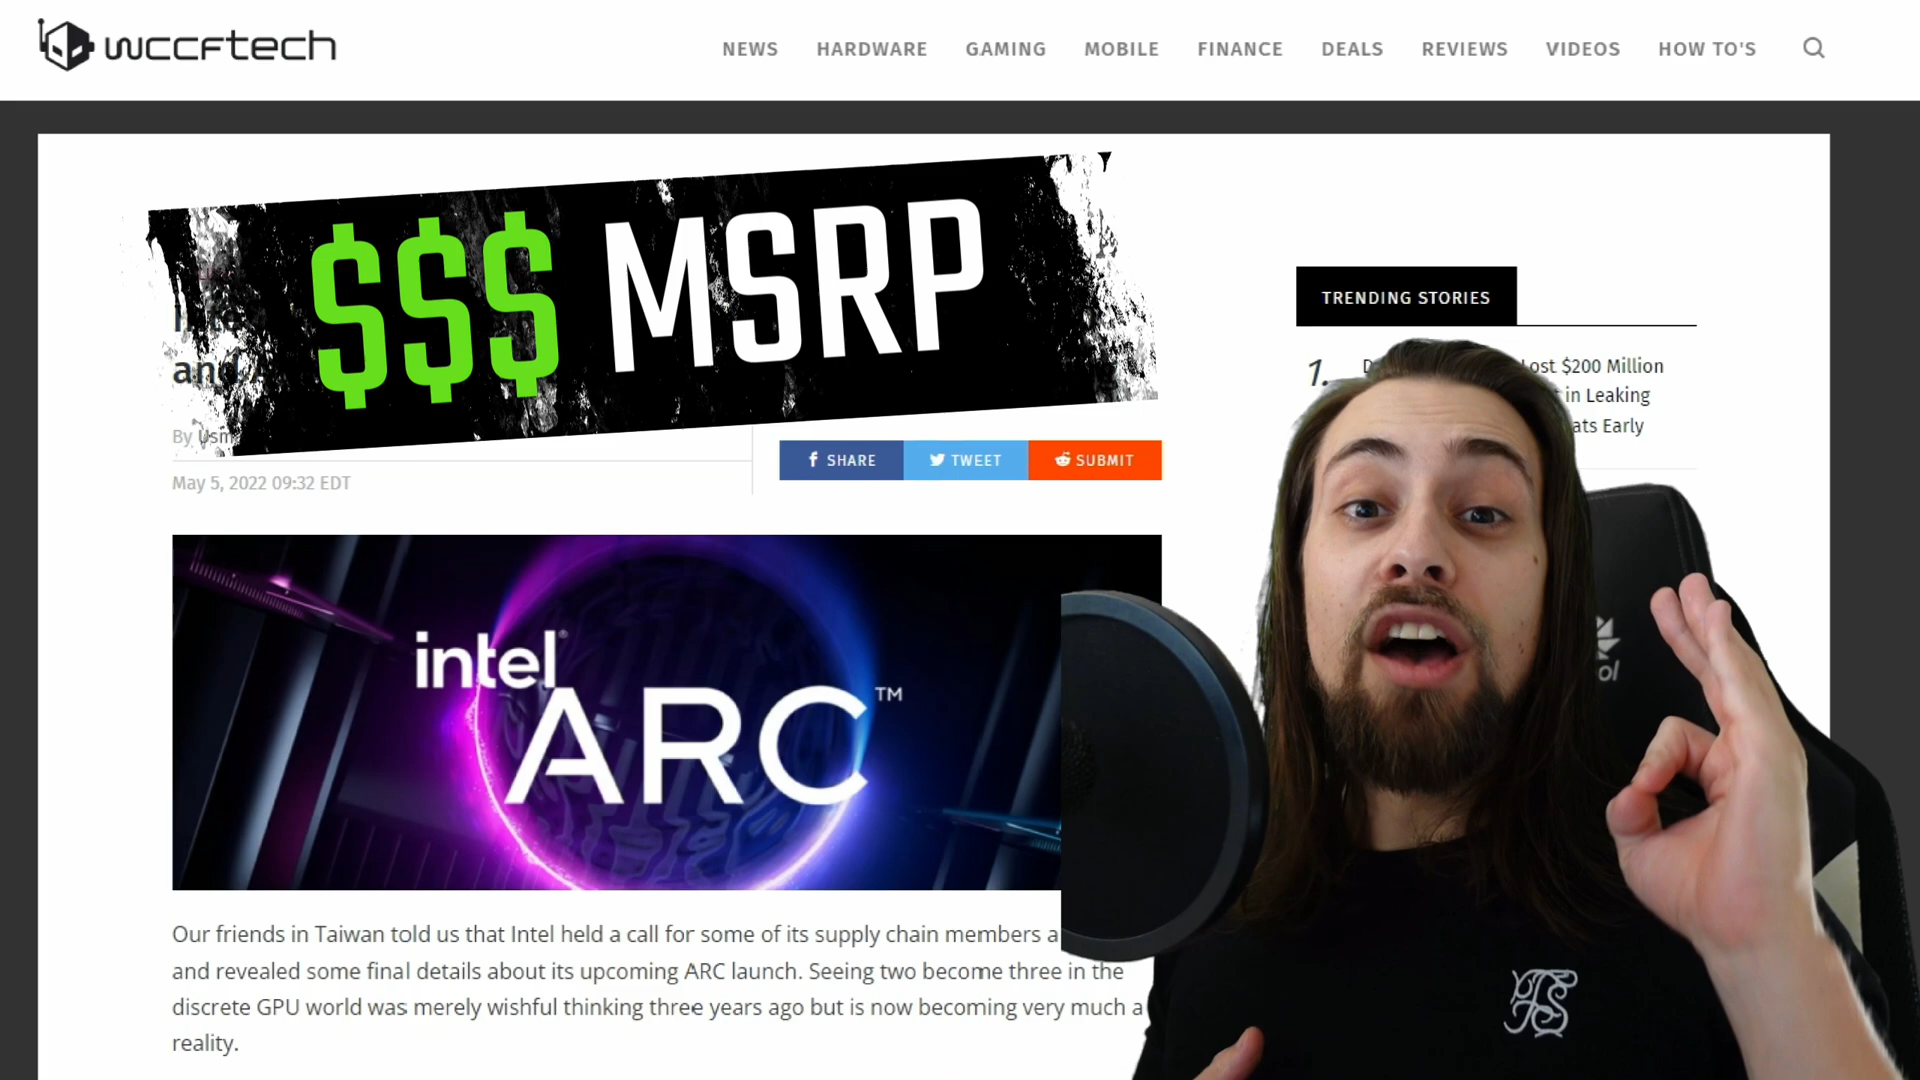 wccftech
NEWS HARDWARE GAMING MOBILE FINANCE DEALS REVIEWS VIDEOS HOW TO'S
$$$ MSRP
and
By
May 5, 2022 09:32 EDT
SHARE TWEET SUBMIT
intel
ARC™
Our friends in Taiwan told us that Intel held a call for some of its supply chain members
and revealed some final details about its upcoming ARC launch. Seeing two become three in the
discrete GPU world was merely wishful thinking three years ago but is now becoming very much a
reality.
TRENDING STORIES
1.
Lost $200 Million
in Leaking
Early